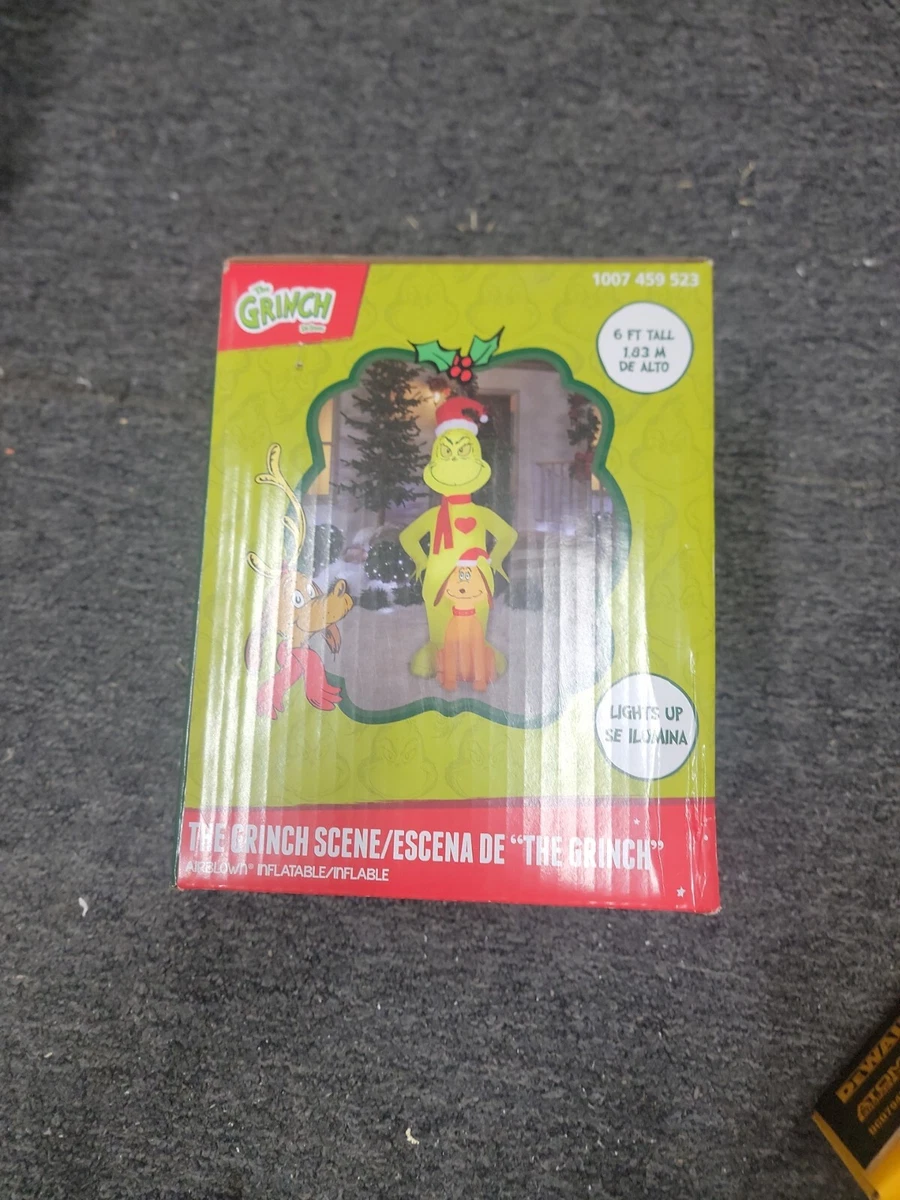 The
GRINCH
1007 459 523
6 FT TALL
1.83 M
DE ALTO
LIGHTS UP
SE ILUMINA
THE GRINCH SCENE/ESCENA DE “THE GRINCH”
AIRBLOWN® INFLATABLE/INFLABLE
DEWALT
ATOMIC